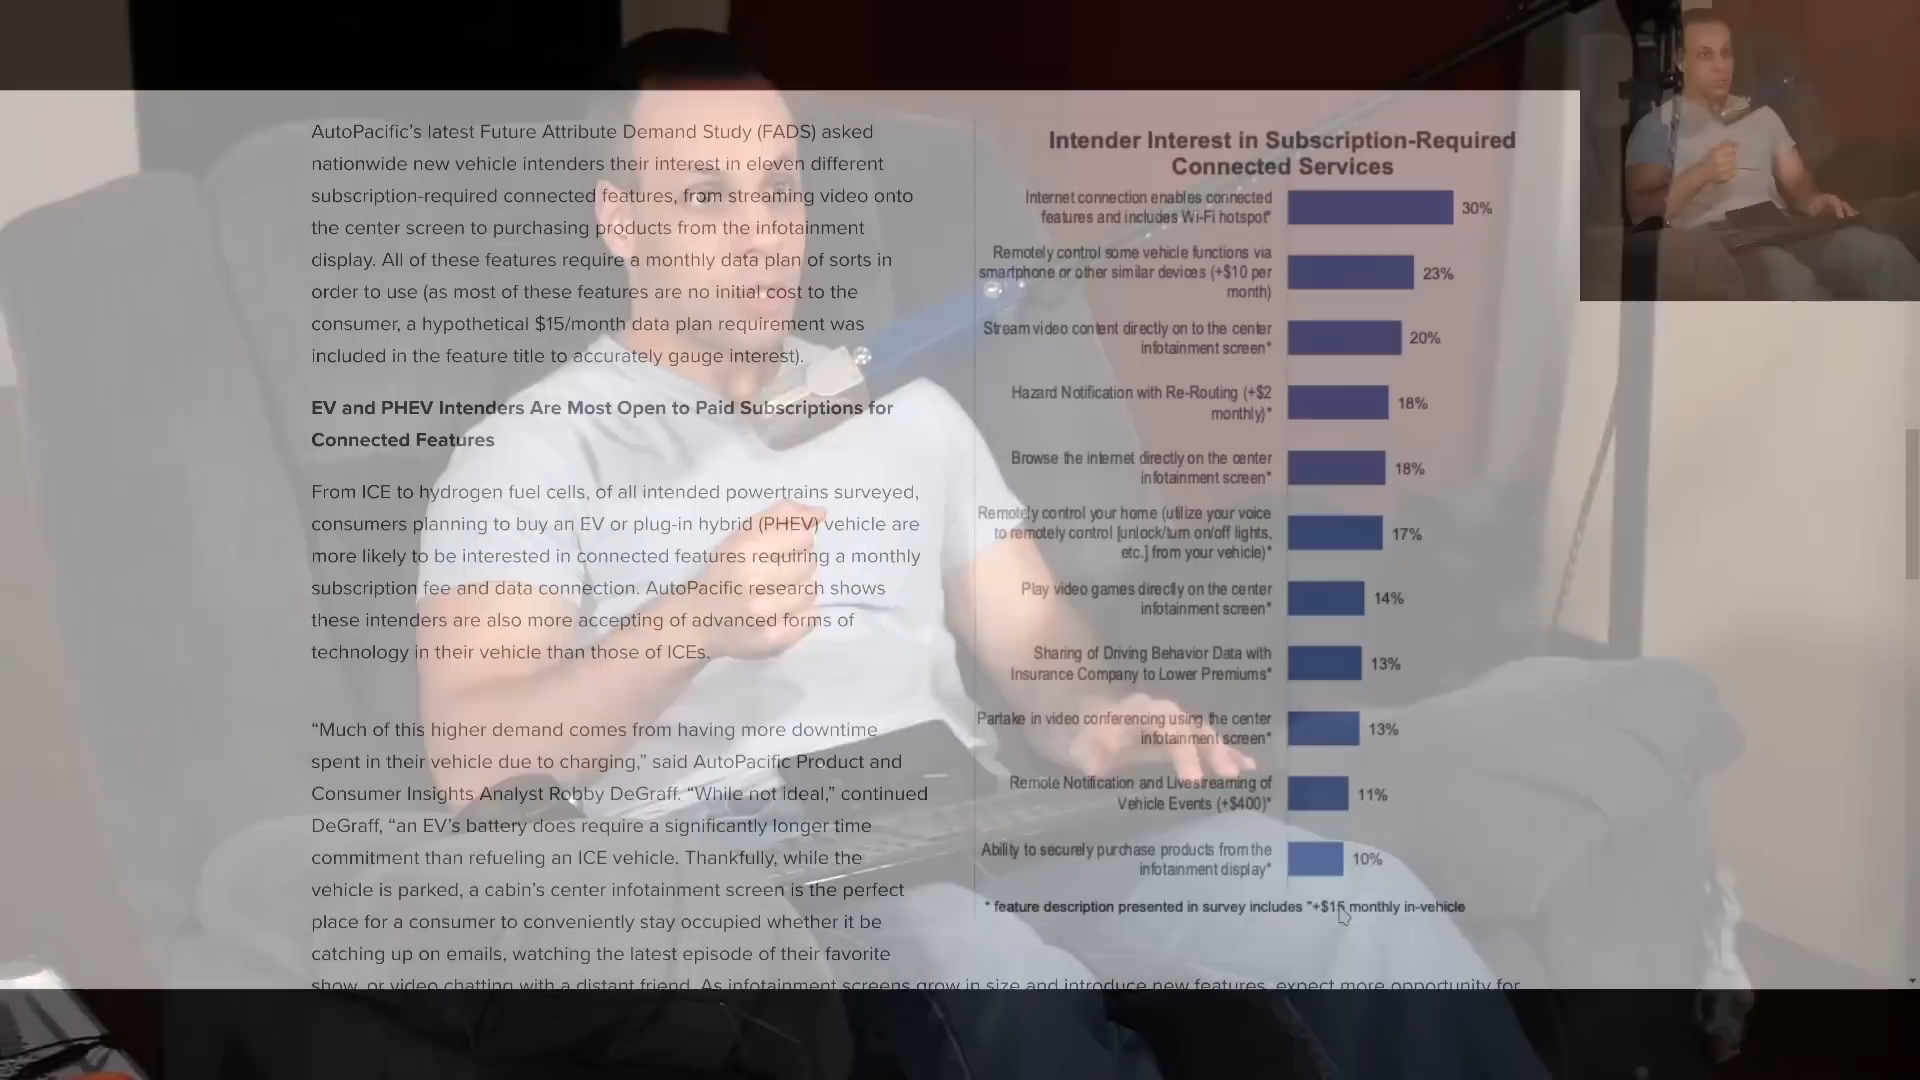 AutoPacific’s latest Future Attribute Demand Study (FADS) asked
nationwide new vehicle intenders their interest in eleven different
subscription-required connected features, from streaming video onto
the center screen to purchasing products from the infotainment
display. All of these features require a monthly data plan of sorts in
order to use (as most of these features are no initial cost to the
consumer, a hypothetical $15/month data plan requirement was
included in the feature title to accurately gauge interest).
EV and PHEV Intenders Are Most Open to Paid Subscriptions for
Connected Features
From ICE to hydrogen fuel cells, of all intended powertrains surveyed,
consumers planning to buy an EV or plug-in hybrid (PHEV) vehicle are
more likely to be interested in connected features requiring a monthly
subscription fee and data connection. AutoPacific research shows
these intenders are also more accepting of advanced forms of
technology in their vehicle than those of ICEs.
“Much of this higher demand comes from having more downtime
spent in their vehicle due to charging,” said AutoPacific Product and
Consumer Insights Analyst Robby DeGraff. “While not ideal,” continued
DeGraff, “an EV’s battery does require a significantly longer time
commitment than refueling an ICE vehicle. Thankfully, while the
vehicle is parked, a cabin’s center infotainment screen is the perfect
place for a consumer to conveniently stay occupied whether it be
catching up on emails, watching the latest episode of their favorite
show, or video chatting with a distant friend. As infotainment screens grow in size and introduce new features, expect more opportunity for
Intender Interest in Subscription-Required
Connected Services
Internet connection enables connected
features and includes Wi-Fi hotspot*
30%
Remotely control some vehicle functions via
smartphone or other similar devices (+$10 per
month)
23%
Stream video content directly on to the center
infotainment screen*
20%
Hazard Notification with Re-Routing (+$2
monthly)*
18%
Browse the internet directly on the center
infotainment screen*
18%
Remotely control your home (utilize your voice
to remotely control [unlock/turn on/off lights,
etc.] from your vehicle)*
17%
Play video games directly on the center
infotainment screen*
14%
Sharing of Driving Behavior Data with
Insurance Company to Lower Premiums*
13%
Partake in video conferencing using the center
infotainment screen*
13%
Remote Notification and Livestreaming of
Vehicle Events (+$400)*
11%
Ability to securely purchase products from the
infotainment display*
10%
* feature description presented in survey includes "+$15 monthly in-vehicle